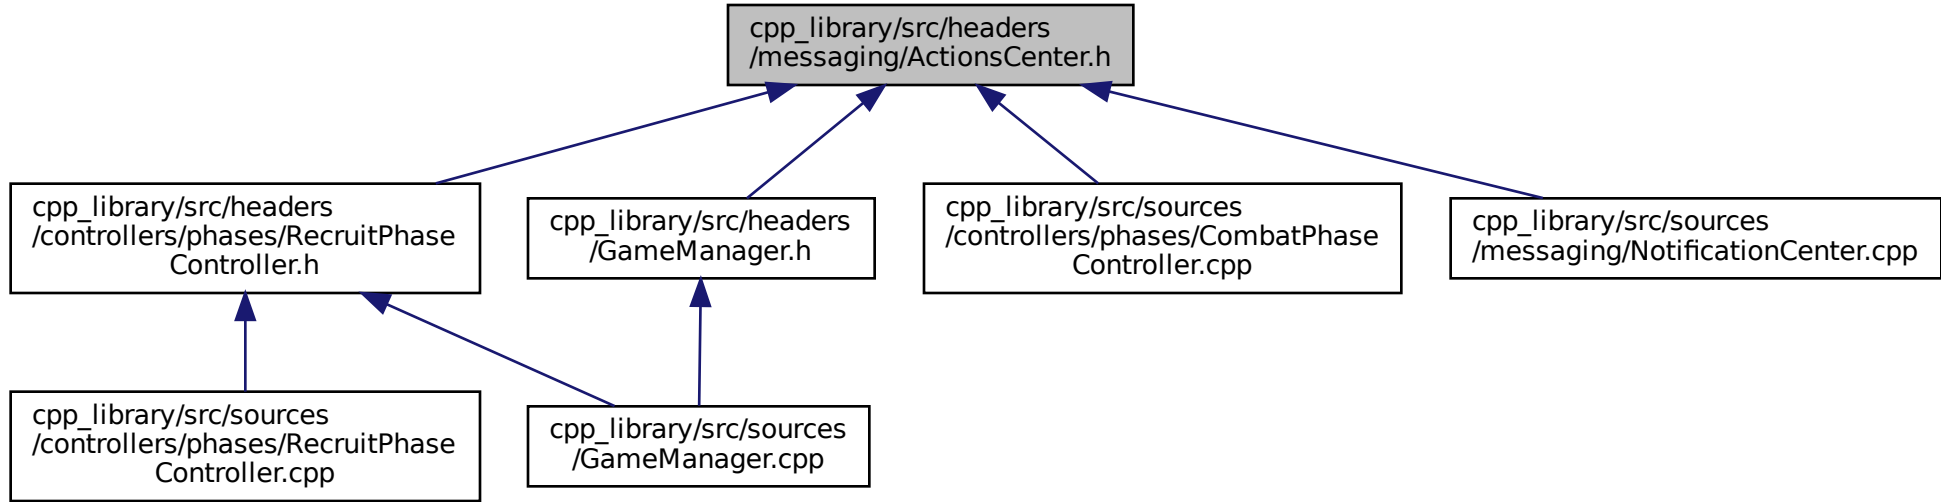 cpp_library/src/headers
/messaging/ActionsCenter.h
cpp_library/src/headers
/controllers/phases/RecruitPhase
Controller.h
cpp_library/src/headers
/GameManager.h
cpp_library/src/sources
/controllers/phases/CombatPhase
Controller.cpp
cpp_library/src/sources
/messaging/NotificationCenter.cpp
cpp_library/src/sources
/controllers/phases/RecruitPhase
Controller.cpp
cpp_library/src/sources
/GameManager.cpp